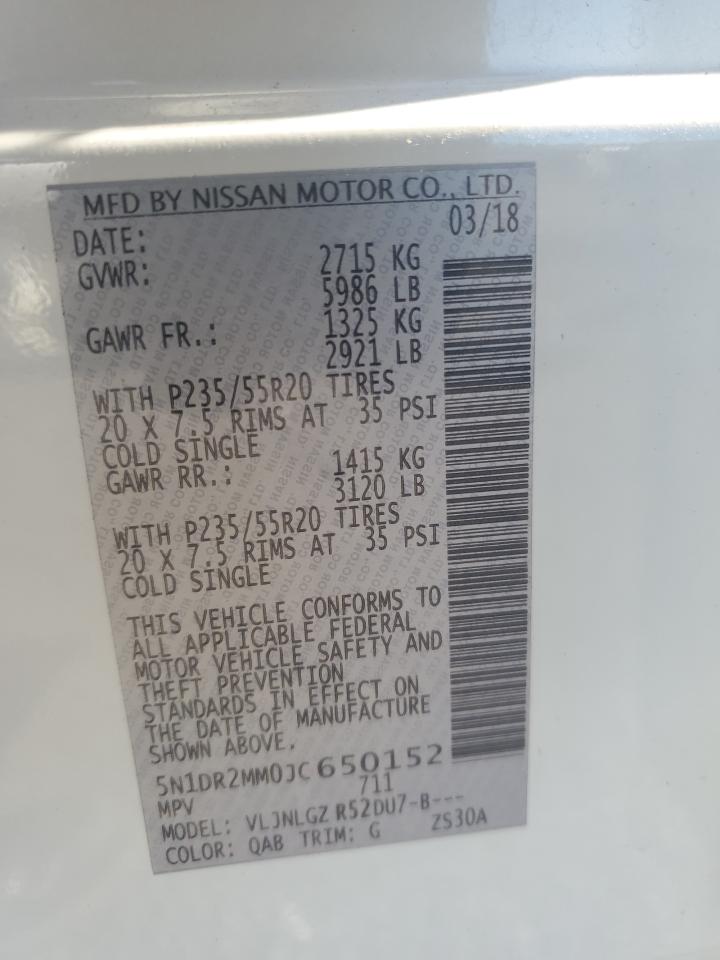 MFD BY NISSAN MOTOR CO., LTD.
DATE: 03/18
GVWR: 2715 KG
5986 LB
GAWR FR.: 1325 KG
2921 LB
WITH P235/55R20 TIRES
20 X 7.5 RIMS AT 35 PSI
COLD SINGLE
GAWR RR.: 1415 KG
3120 LB
WITH P235/55R20 TIRES
20 X 7.5 RIMS AT 35 PSI
COLD SINGLE
THIS VEHICLE CONFORMS TO
ALL APPLICABLE FEDERAL
MOTOR VEHICLE SAFETY AND
THEFT PREVENTION
STANDARDS IN EFFECT ON
THE DATE OF MANUFACTURE
SHOWN ABOVE.
5N1DR2MM0JC650152
MPV 711
MODEL: VLJNLGZ R52DU7-B---
COLOR: QAB TRIM: G ZS30A